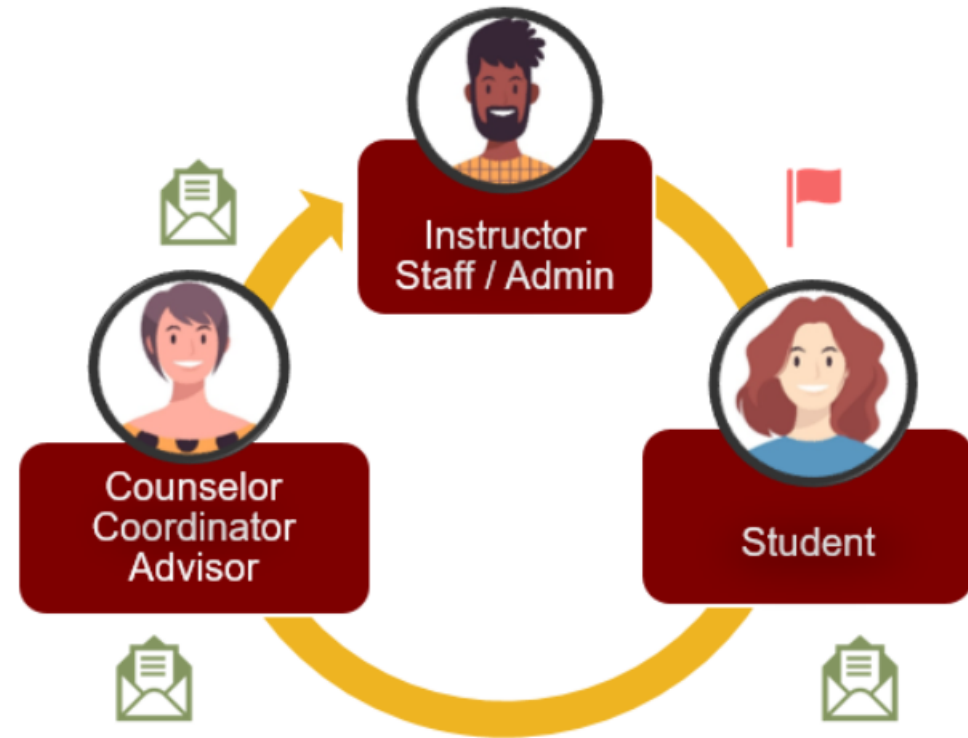 Instructor
Staff / Admin
Counselor
Coordinator
Advisor
Student